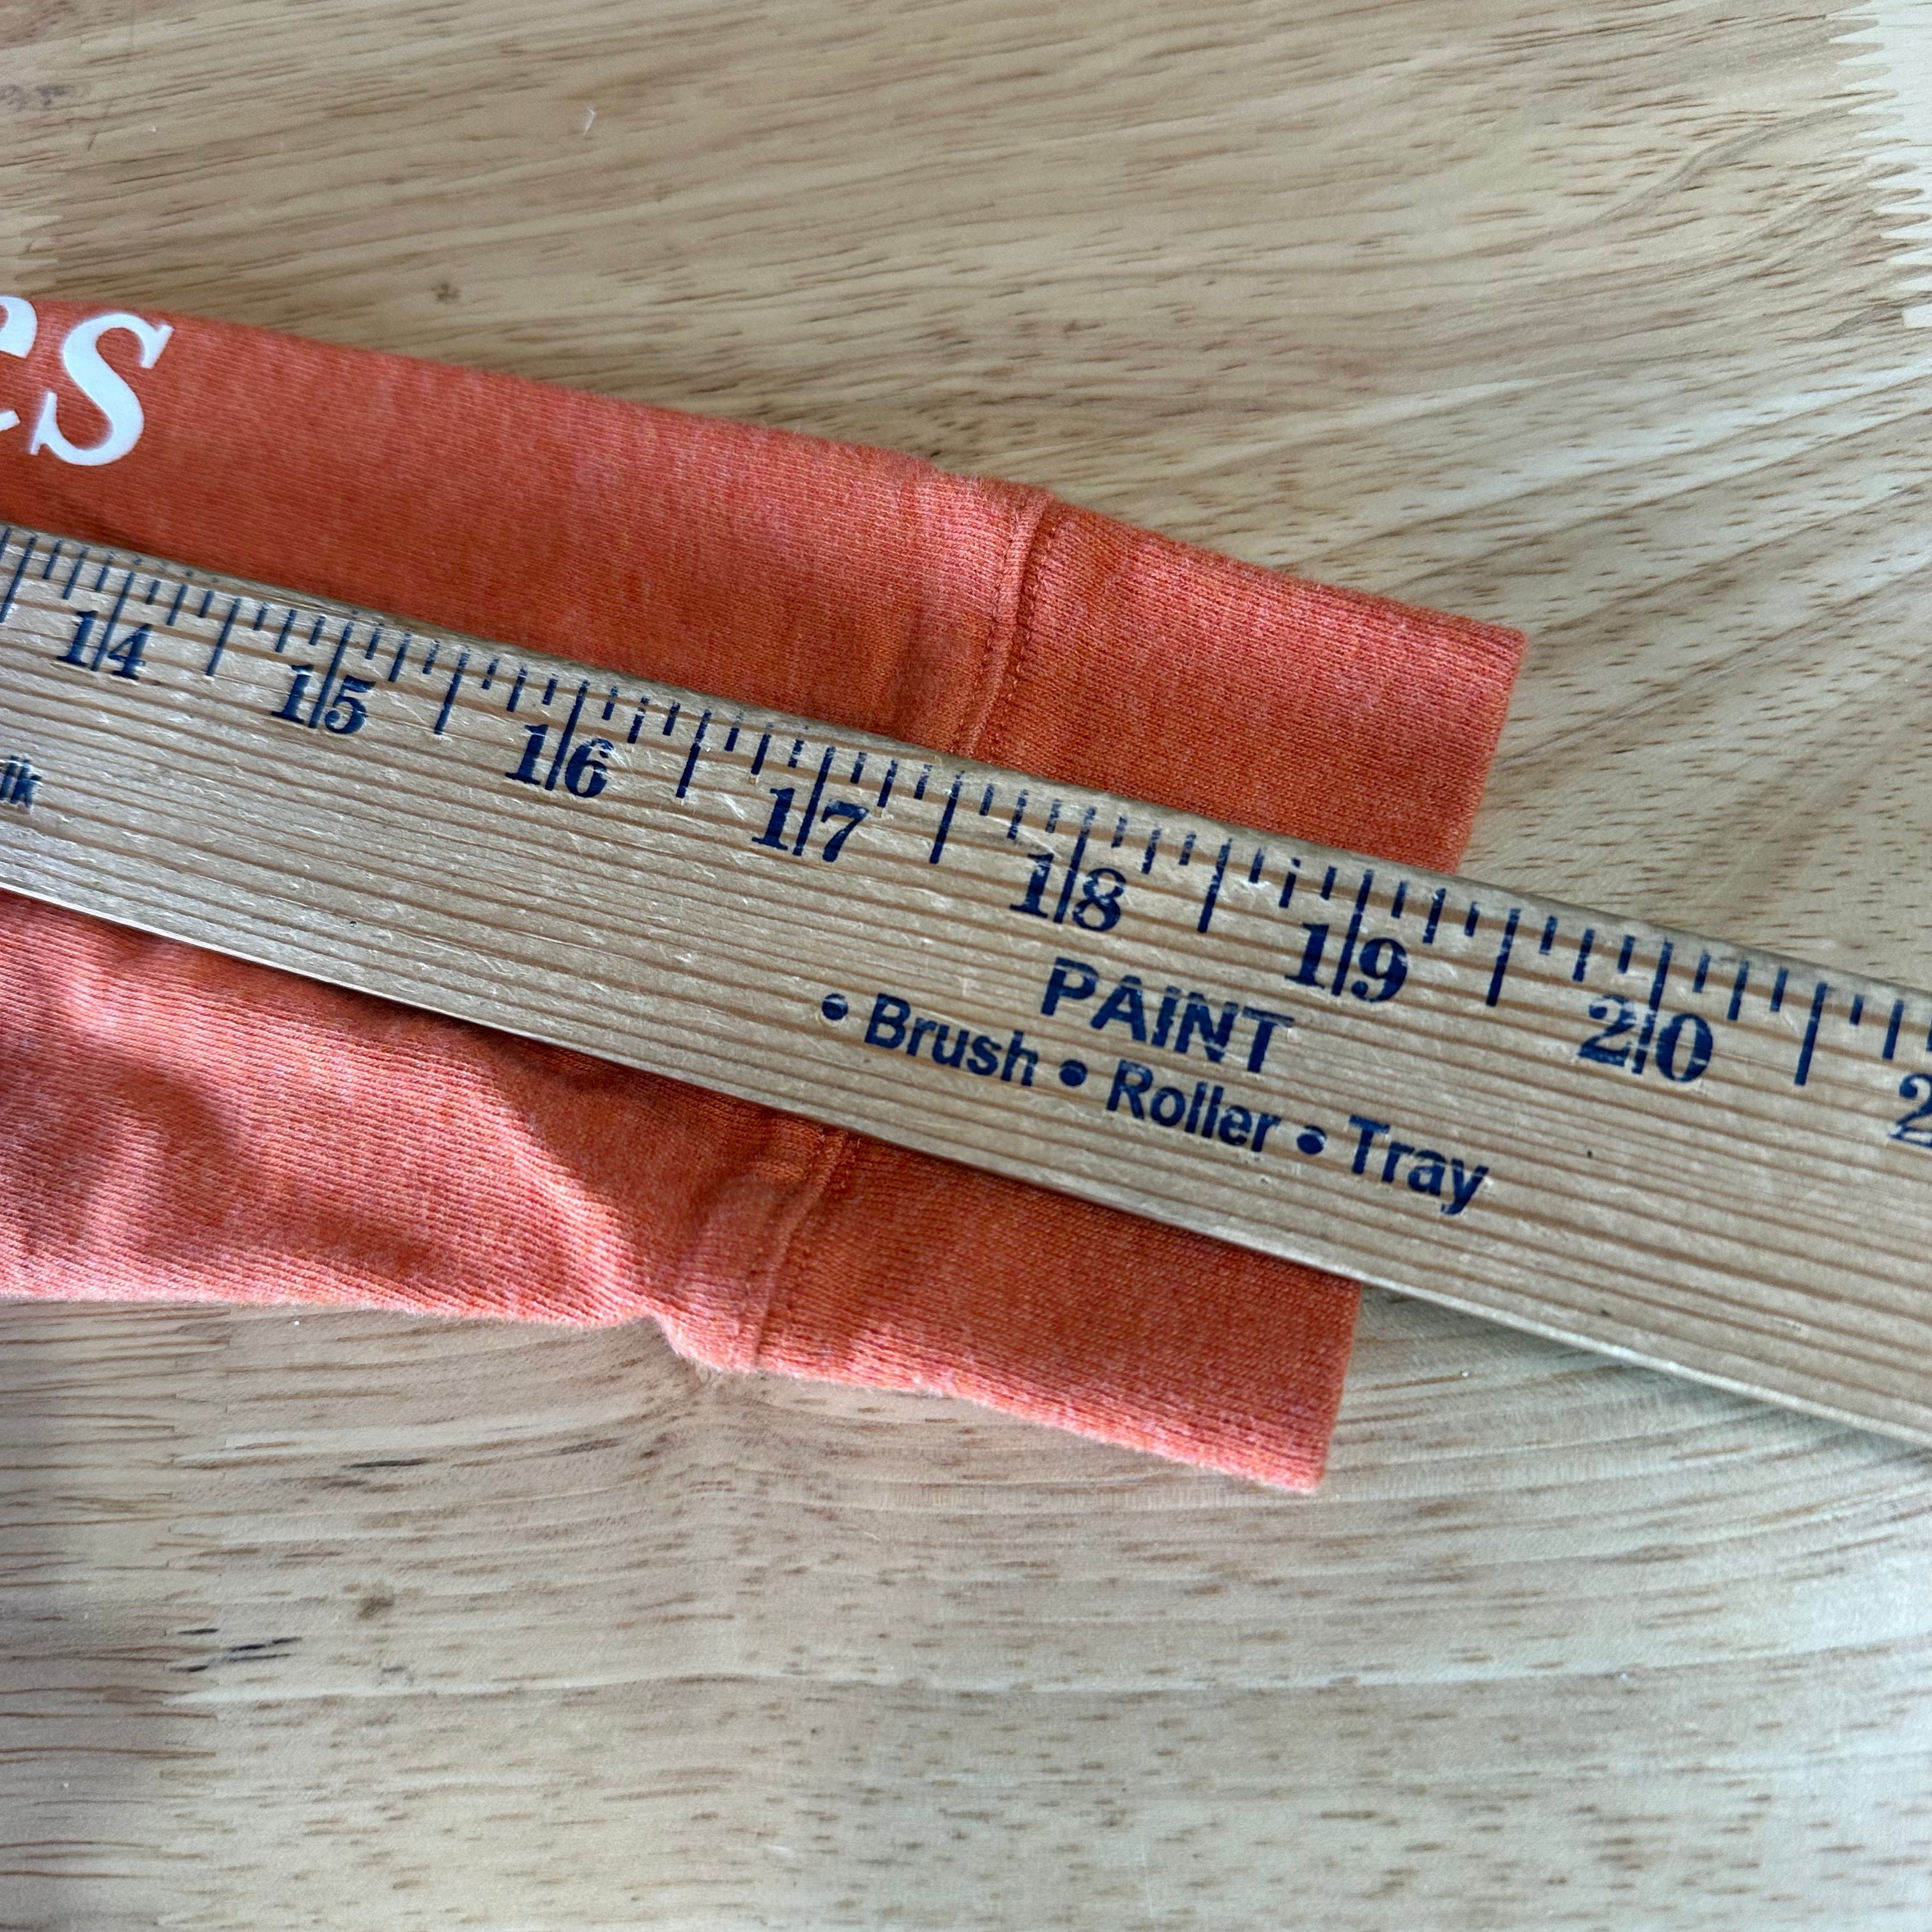 es
14 15 16 17 18 19 20
PAINT
• Brush • Roller • Tray